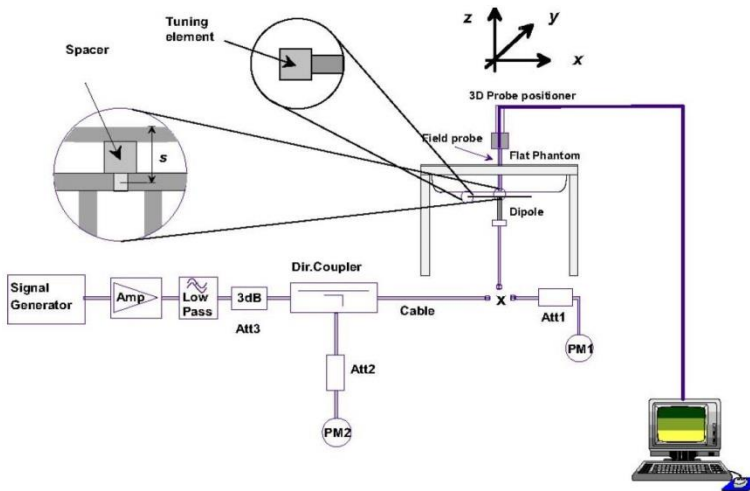 Tuning
element
Spacer
s
z
y
x
3D Probe positioner
Field probe
Flat Phantom
Dipole
Dir.Coupler
Signal
Generator
Amp
Low
Pass
3dB
Att3
Cable
x
Att1
PM1
Att2
PM2